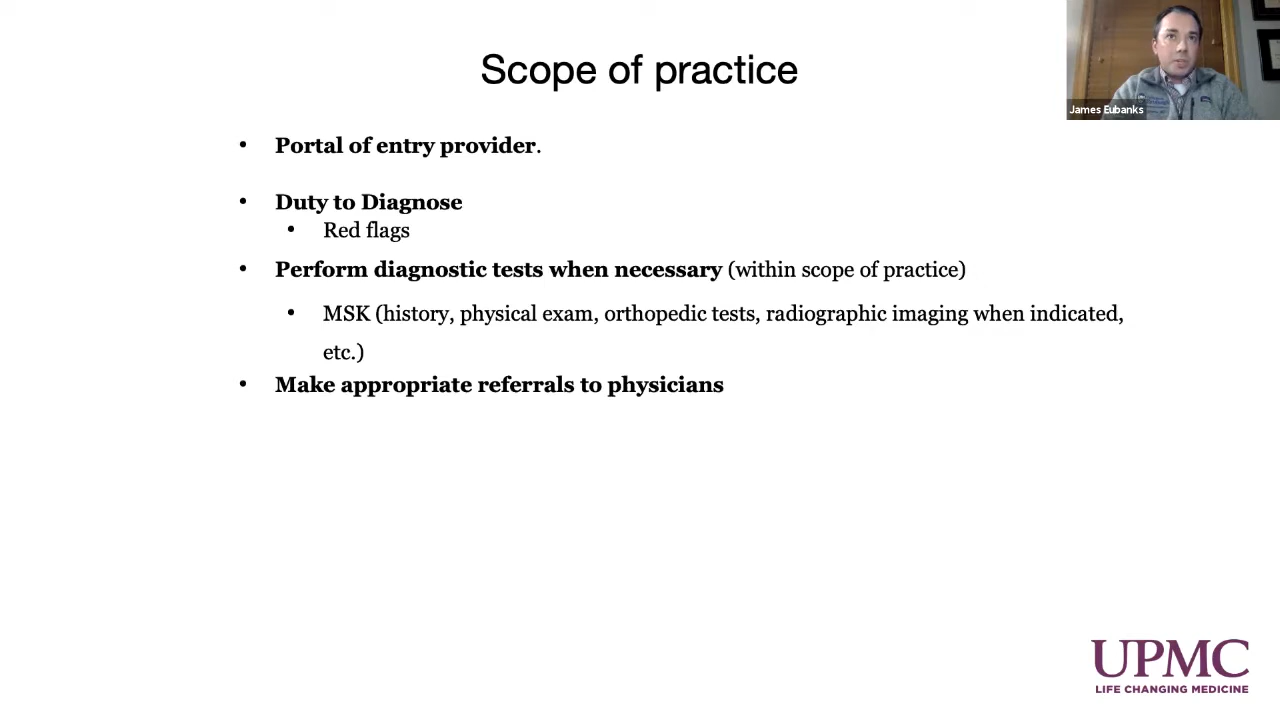 Scope of practice
James Eubanks
• Portal of entry provider.
• Duty to Diagnose
• Red flags
• Perform diagnostic tests when necessary (within scope of practice)
• MSK (history, physical exam, orthopedic tests, radiographic imaging when indicated,
etc.)
• Make appropriate referrals to physicians
UPMC
LIFE CHANGING MEDICINE